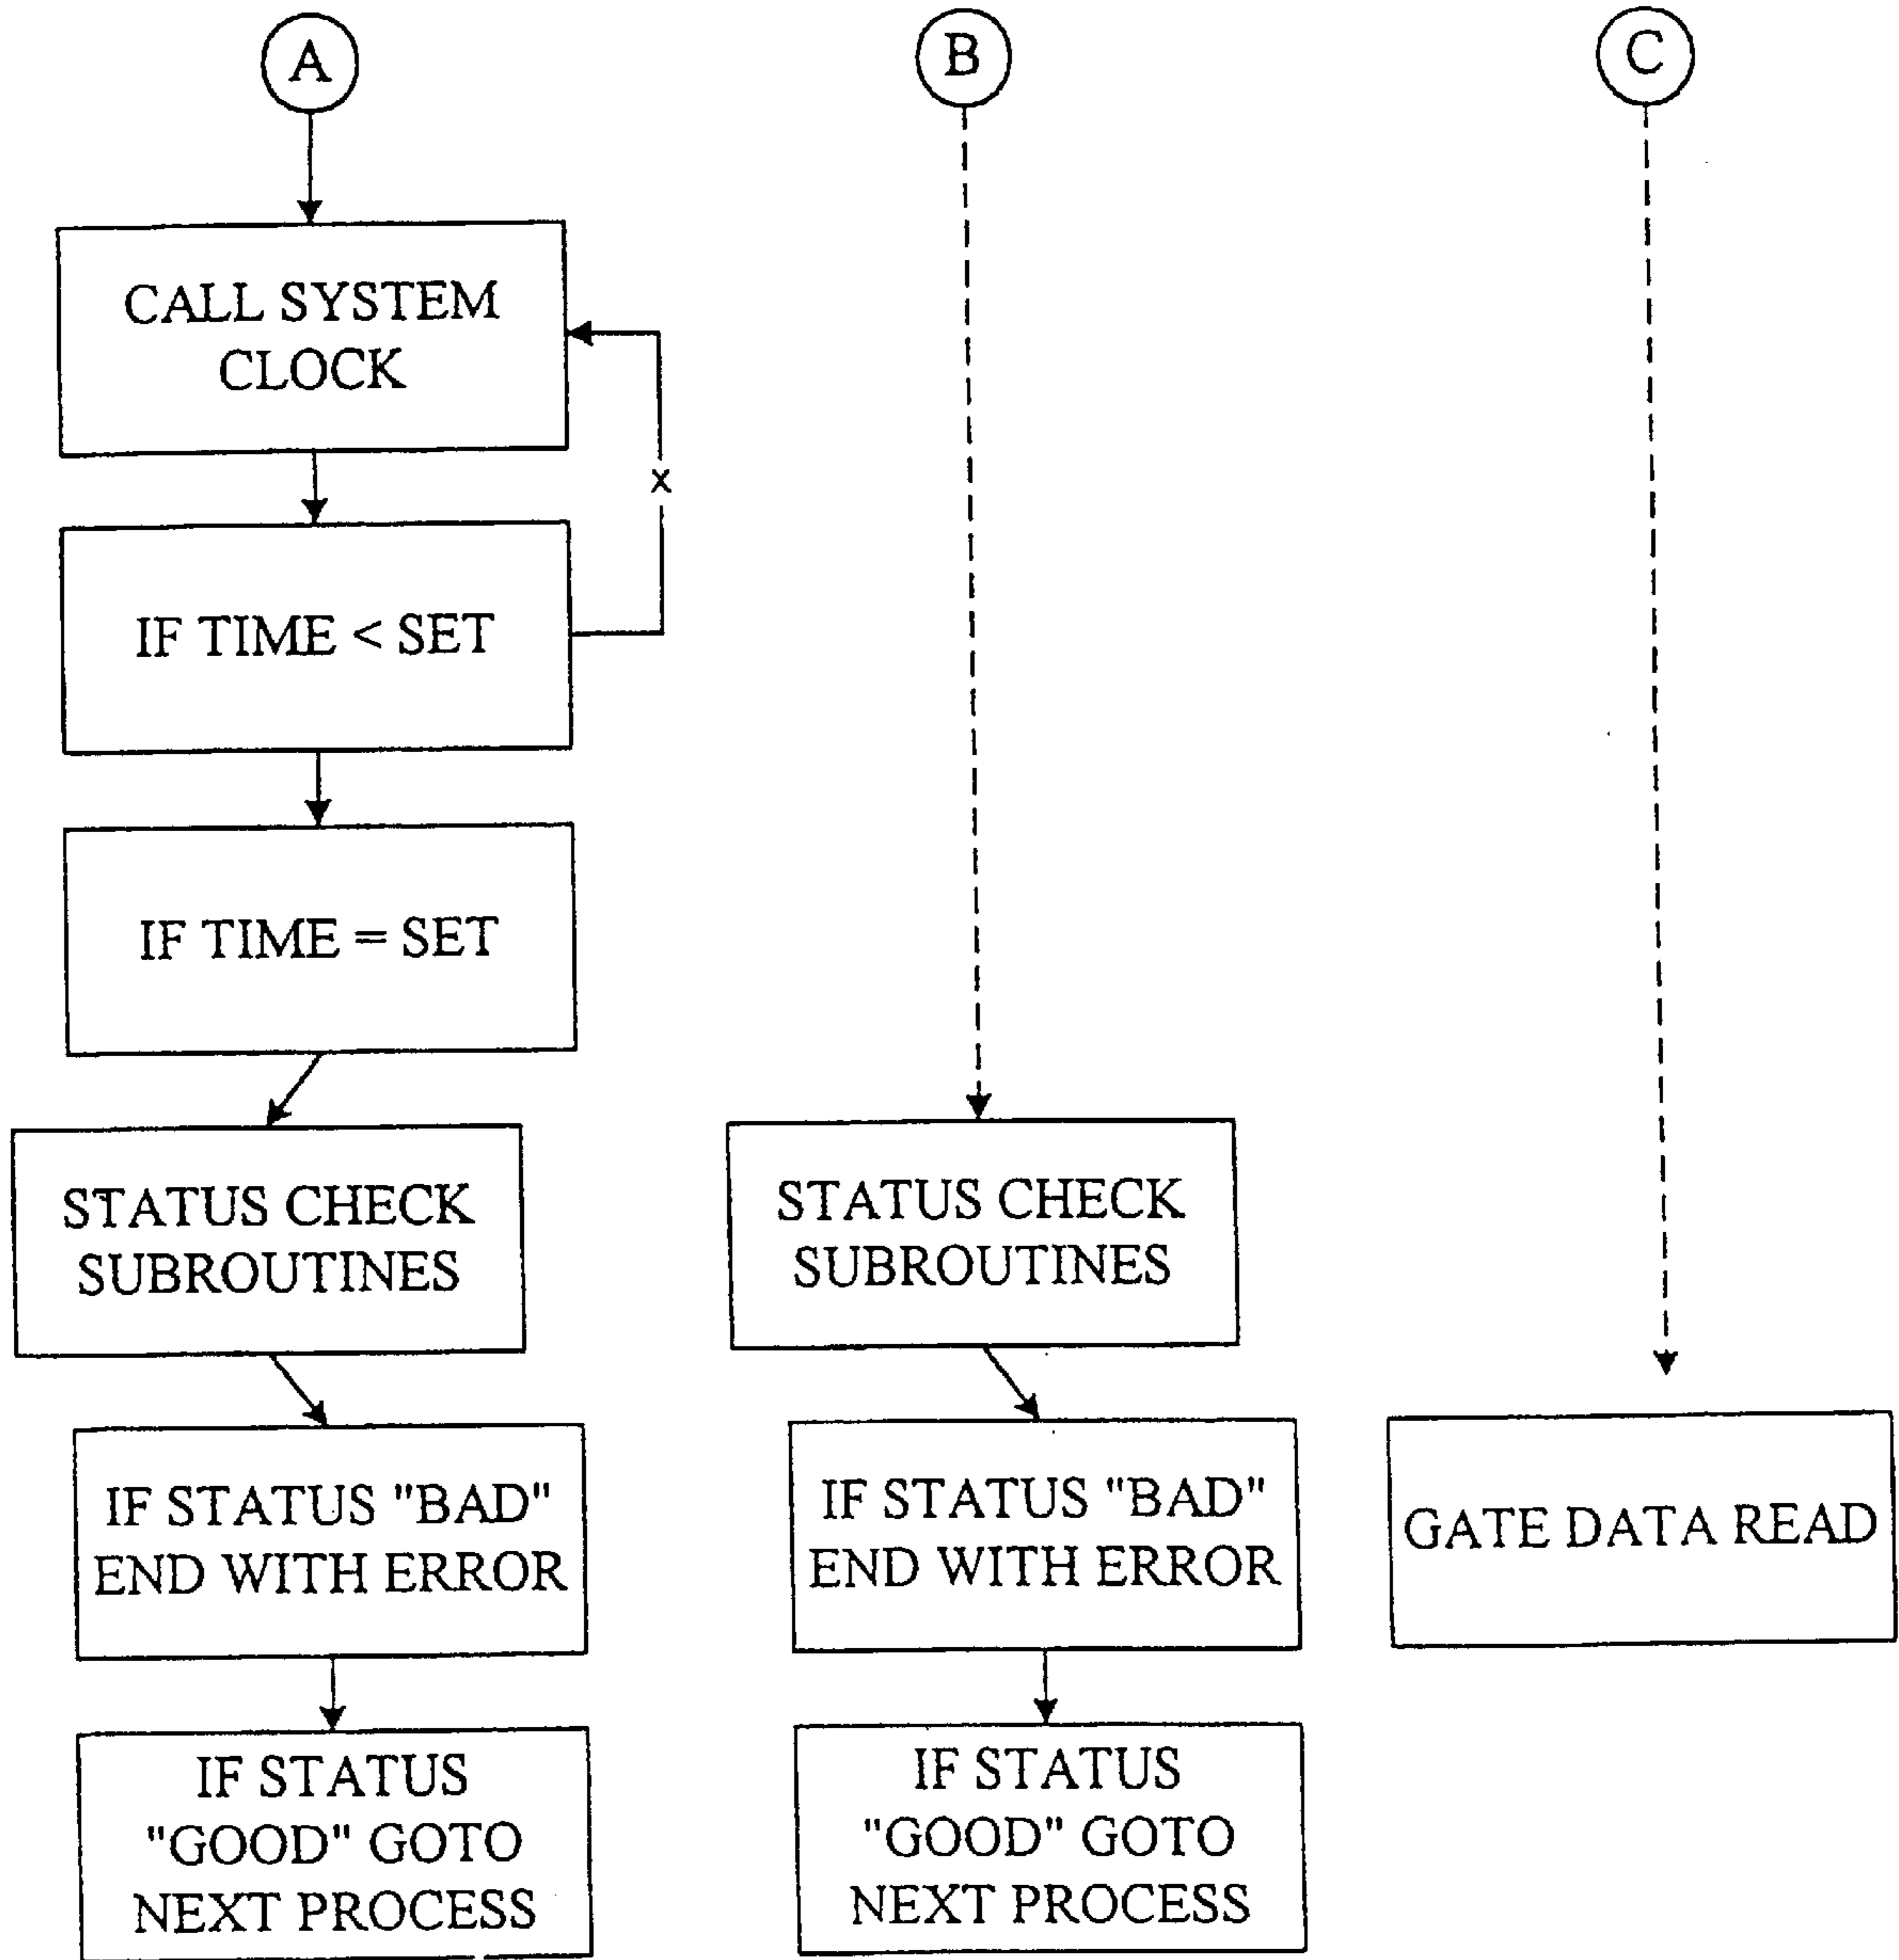 A
B
C
CALL SYSTEM
CLOCK
x
IF TIME < SET
IF TIME = SET
STATUS CHECK
SUBROUTINES
IF STATUS "BAD"
END WITH ERROR
IF STATUS
"GOOD" GOTO
NEXT PROCESS
STATUS CHECK
SUBROUTINES
IF STATUS "BAD"
END WITH ERROR
IF STATUS
"GOOD" GOTO
NEXT PROCESS
GATE DATA READ